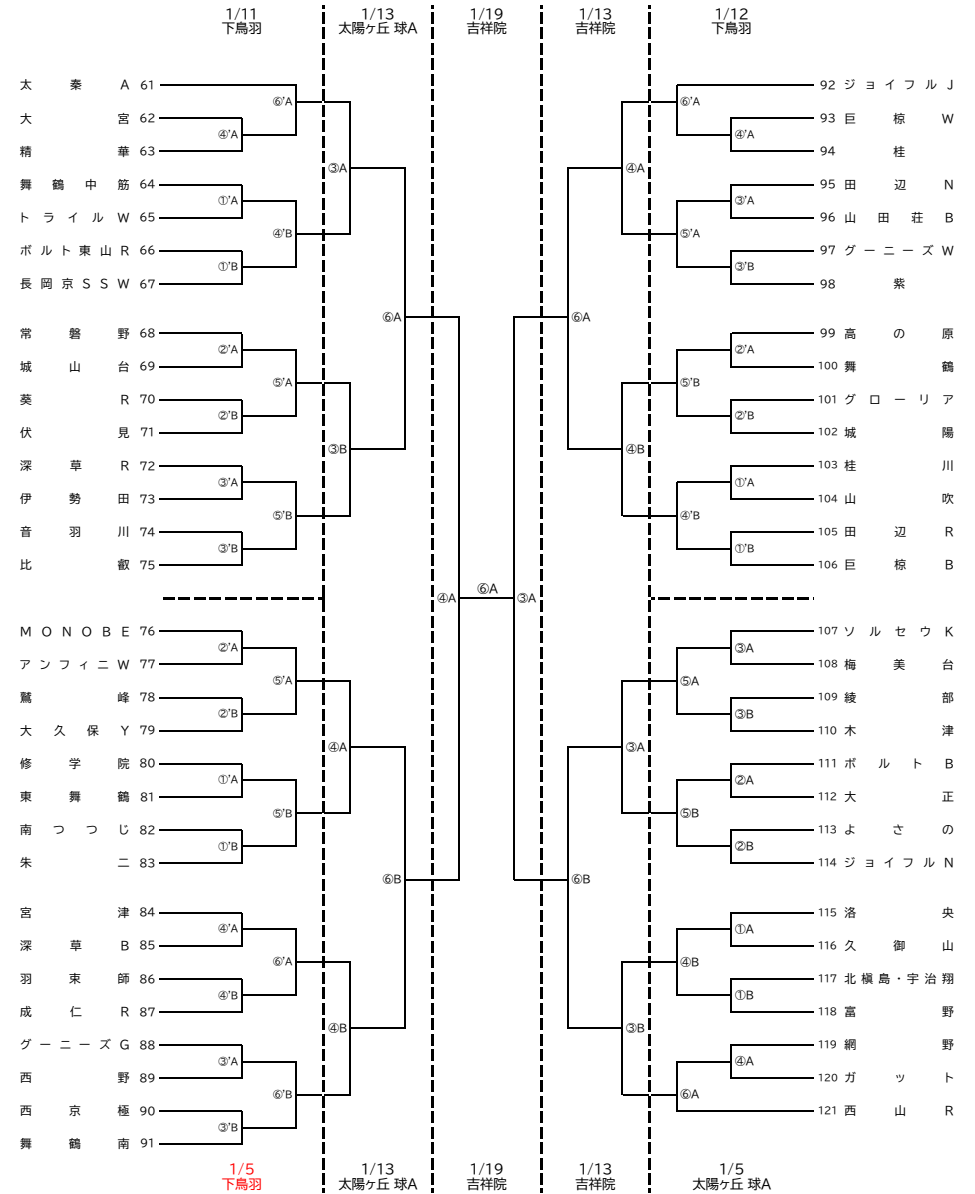 1/11
下鳥羽
1/13
太陽ヶ丘 球A
1/19
吉祥院
1/13
吉祥院
1/12
下鳥羽
太秦A 61
大宮 62
精華 63
舞鶴中筋 64
トライルW 65
ボルト東山R 66
長岡京SSW 67
常磐野 68
城山台 69
葵R 70
伏見 71
深草R 72
伊勢田 73
音羽川 74
比叡 75
MONOBE 76
アンフィニW 77
鷲峰 78
大久保Y 79
修学院 80
東舞鶴 81
南つつじ 82
朱二 83
宮津 84
深草B 85
羽束師 86
成仁R 87
グーニーズG 88
西野 89
西京極 90
舞鶴南 91
⑥'A
④'A
①'A
④'B
①'B
②'A
⑤'A
②'B
③'A
⑤'B
③'B
②'A
⑤'A
②'B
①'A
⑤'B
①'B
④'A
⑥'A
④'B
③'A
⑥'B
③'B
③A
③B
④A
④B
⑥A
⑥B
④A
⑥A
③A
⑥A
⑥B
④A
④B
③A
③B
⑥'A
④'A
③'A
⑤'A
③'B
②'A
⑤'B
②'B
①'A
④'B
①'B
③A
⑤A
③B
②A
⑤B
②B
①A
④B
①B
④A
⑥A
92 ジョイフルJ
93 巨椋W
94 桂
95 田辺N
96 山田荘B
97 グーニーズW
98 紫
99 高の原
100 舞鶴
101 グローリア
102 城陽
103 桂川
104 山吹
105 田辺R
106 巨椋B
107 ソルセウK
108 梅美台
109 綾部
110 木津
111 ボルトB
112 大正
113 よさの
114 ジョイフルN
115 洛央
116 久御山
117 北槇島・宇治翔
118 富野
119 網野
120 ガット
121 西山R
1/5
下鳥羽
1/13
太陽ヶ丘 球A
1/19
吉祥院
1/13
吉祥院
1/5
太陽ヶ丘 球A